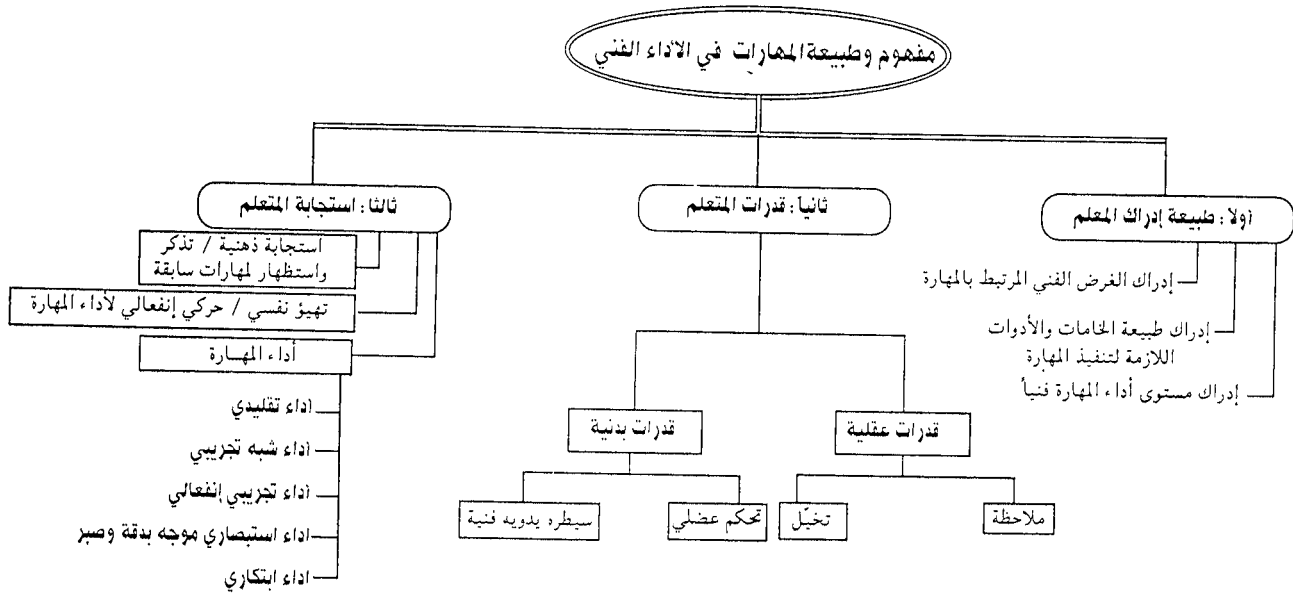 مفهوم وطبيعة المهارات في الأداء الفني
أولا : طبيعة إدراك المعلم
إدراك الغرض الفني المرتبط بالمهارة
إدراك طبيعة الخامات والأدوات
اللازمة لتنفيذ المهارة
إدراك مستوى أداء المهارة فنياً
ثانياً : قدرات المتعلم
قدرات عقلية
ملاحظة
تخيّل
قدرات بدنية
تحكم عضلي
سيطره يدويه فنية
ثالثا : استجابة المتعلم
استجابة ذهنية / تذكر
واستظهار لمهارات سابقة
تهيؤ نفسي / حركي إنفعالي لأداء المهارة
أداء المهــارة
أداء تقليدي
أداء شبه تجريبي
أداء تجريبي إنفعالي
اداء استبصاري موجه بدقة وصبر
اداء ابتكاري